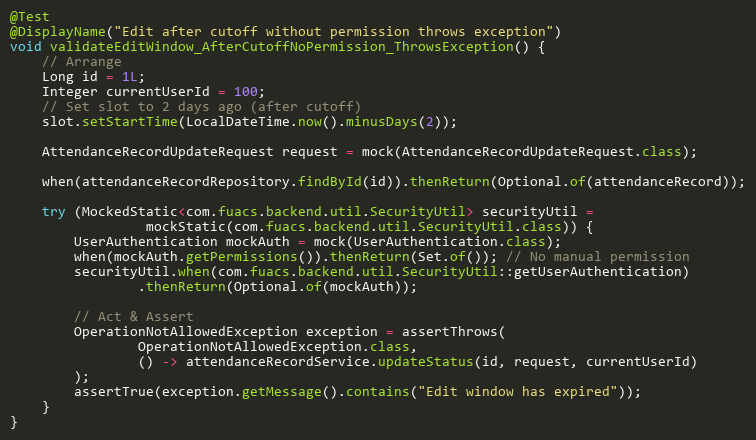 @Test
@DisplayName("Edit after cutoff without permission throws exception")
void validateEditWindow_AfterCutoffNoPermission_ThrowsException() {
    // Arrange
    Long id = 1L;
    Integer currentUserId = 100;
    // Set slot to 2 days ago (after cutoff)
    slot.setStartTime(LocalDateTime.now().minusDays(2));

    AttendanceRecordUpdateRequest request = mock(AttendanceRecordUpdateRequest.class);

    when(attendanceRecordRepository.findById(id)).thenReturn(Optional.of(attendanceRecord));

    try (MockedStatic<com.fuacs.backend.util.SecurityUtil> securityUtil =
                 mockStatic(com.fuacs.backend.util.SecurityUtil.class)) {
        UserAuthentication mockAuth = mock(UserAuthentication.class);
        when(mockAuth.getPermissions()).thenReturn(Set.of()); // No manual permission
        securityUtil.when(com.fuacs.backend.util.SecurityUtil::getUserAuthentication)
                .thenReturn(Optional.of(mockAuth));

        // Act & Assert
        OperationNotAllowedException exception = assertThrows(
                OperationNotAllowedException.class,
                () -> attendanceRecordService.updateStatus(id, request, currentUserId)
        );
        assertTrue(exception.getMessage().contains("Edit window has expired"));
    }
}